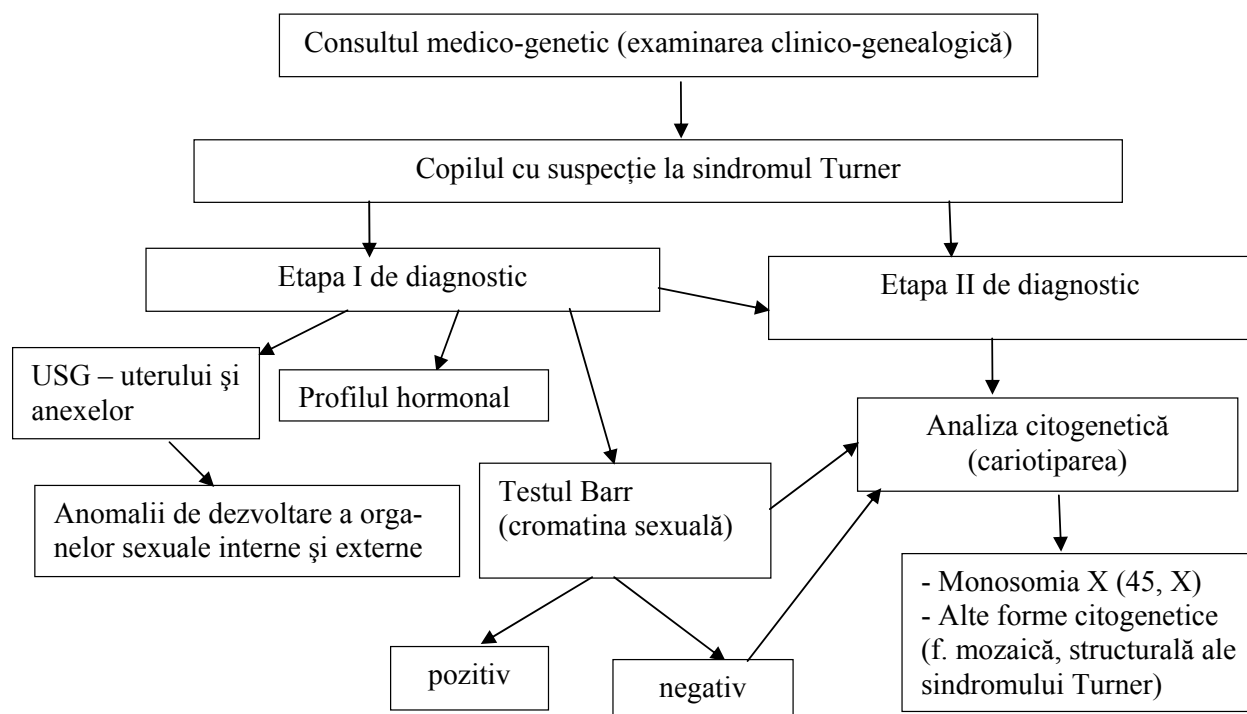 Consultul medico-genetic (examinarea clinico-genealogică)
Copilul cu suspecție la sindromul Turner
Etapa I de diagnostic
Etapa II de diagnostic
USG – uterului şi
anexelor
Profilul hormonal
Analiza citogenetică
(cariotiparea)
Testul Barr
(cromatina sexuală)
Anomalii de dezvoltare a orga-
nelor sexuale interne şi externe
- Monosomia X (45, X)
- Alte forme citogenetice
(f. mozaică, structurală ale
sindromului Turner)
pozitiv
negativ